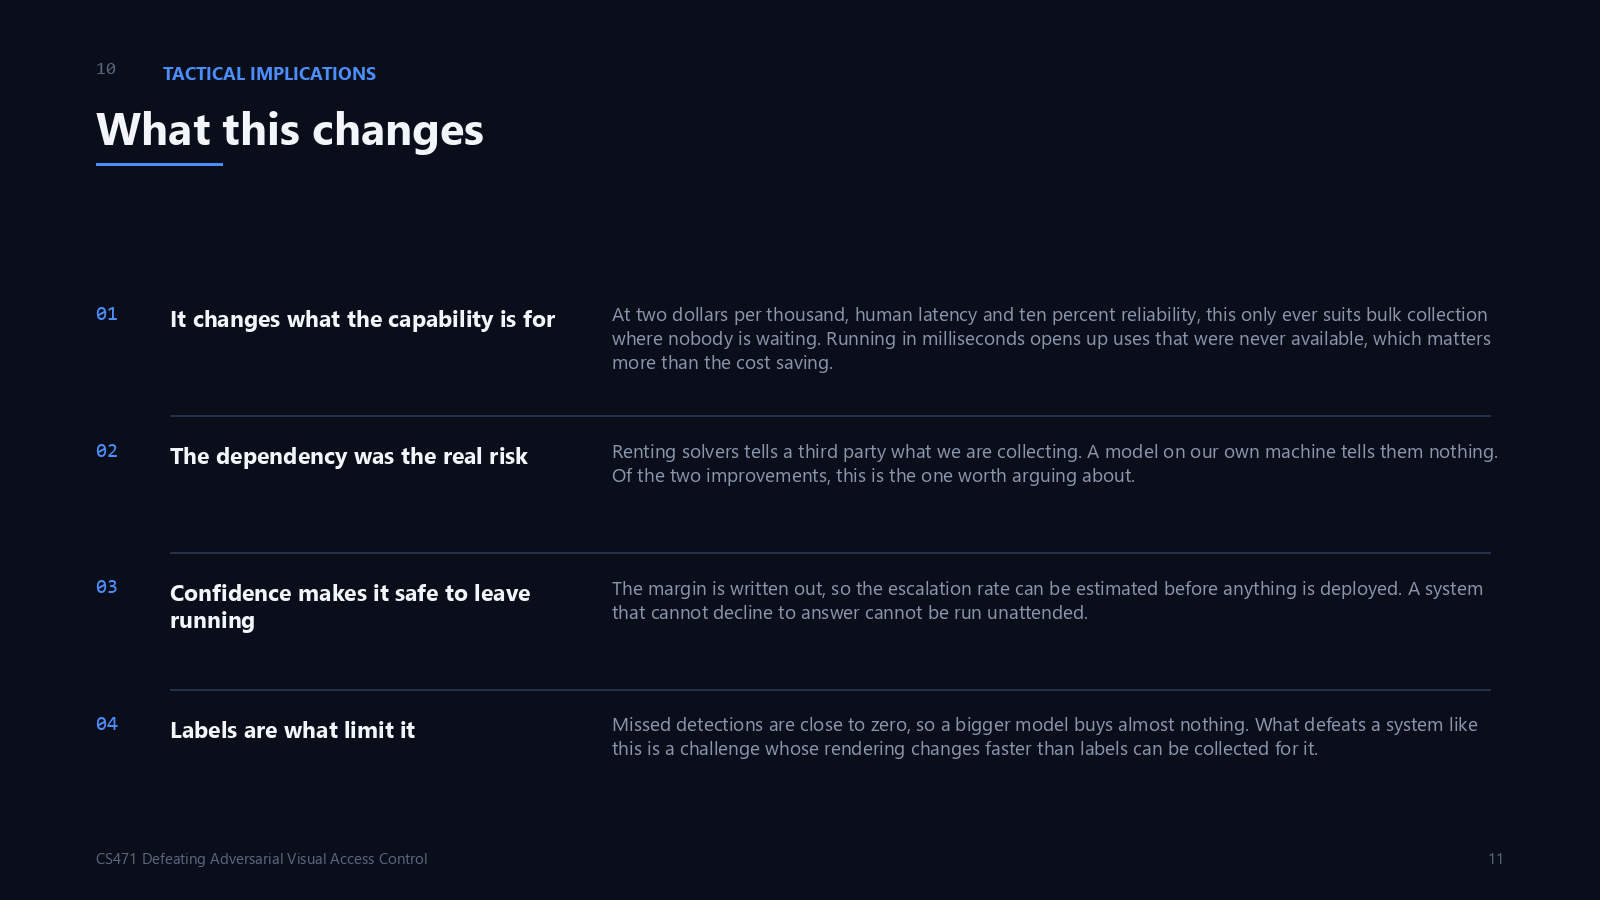 10
TACTICAL IMPLICATIONS
What this changes
01
It changes what the capability is for
At two dollars per thousand, human latency and ten percent reliability, this only ever suits bulk collection
where nobody is waiting. Running in milliseconds opens up uses that were never available, which matters
more than the cost saving.
02
The dependency was the real risk
Renting solvers tells a third party what we are collecting. A model on our own machine tells them nothing.
Of the two improvements, this is the one worth arguing about.
03
Confidence makes it safe to leave
running
The margin is written out, so the escalation rate can be estimated before anything is deployed. A system
that cannot decline to answer cannot be run unattended.
04
Labels are what limit it
Missed detections are close to zero, so a bigger model buys almost nothing. What defeats a system like
this is a challenge whose rendering changes faster than labels can be collected for it.
CS471 Defeating Adversarial Visual Access Control
11